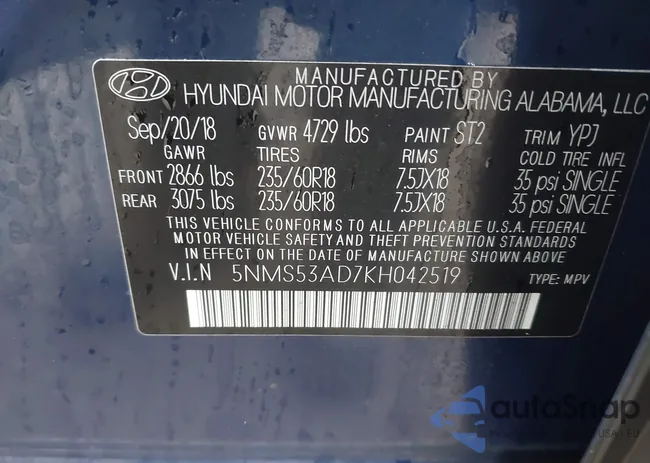 MANUFACTURED BY
HYUNDAI MOTOR MANUFACTURING ALABAMA, LLC
Sep/20/18 GVWR 4729 lbs PAINT ST2 TRIM YPJ
GAWR TIRES RIMS COLD TIRE INFL
FRONT 2866 lbs 235/60R18 7.5JX18 35 psi SINGLE
REAR 3075 lbs 235/60R18 7.5JX18 35 psi SINGLE
THIS VEHICLE CONFORMS TO ALL APPLICABLE U.S.A. FEDERAL
MOTOR VEHICLE SAFETY AND THEFT PREVENTION STANDARDS
IN EFFECT ON THE DATE OF MANUFACTURE SHOWN ABOVE.
V.I.N 5NMS53AD7KH042519 TYPE: MPV
autoSnap
USA - EU